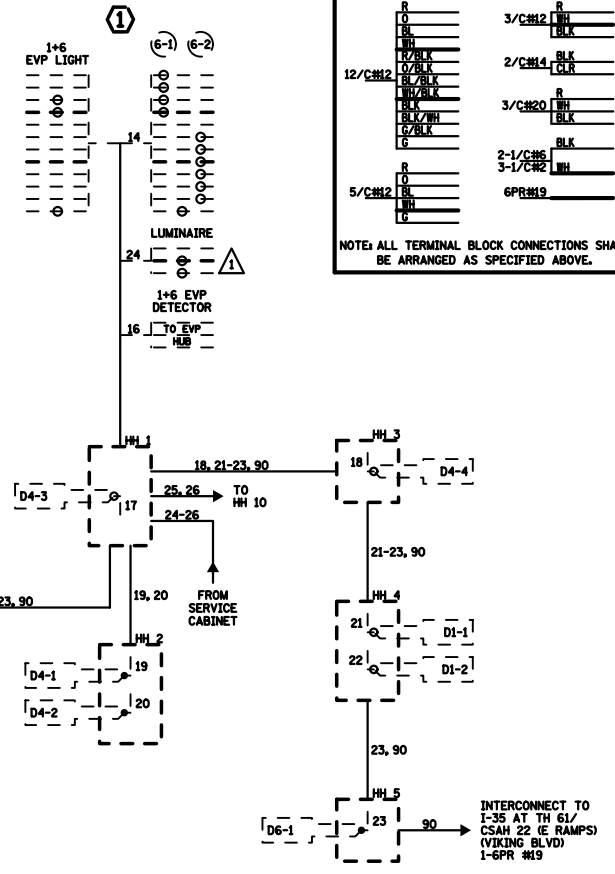 1
1+6
EVP LIGHT
(6-1) (6-2)
14
LUMINAIRE
24
1
1+6 EVP
DETECTOR
16
TO EVP
HUB
12/C#12
R
O
BL
WH
R/BLK
O/BLK
BL/BLK
WH/BLK
BLK
BLK/WH
G/BLK
G
5/C#12
R
O
BL
WH
G
3/C#12
R
WH
BLK
2/C#14
BLK
CLR
3/C#20
R
WH
BLK
2-1/C#6
3-1/C#2
BLK
WH
6PR#19
NOTE: ALL TERMINAL BLOCK CONNECTIONS SHA
BE ARRANGED AS SPECIFIED ABOVE.
HH 1
D4-3
17
18, 21-23, 90
25, 26
TO
HH 10
24-26
FROM
SERVICE
CABINET
23, 90
19, 20
HH 2
D4-1
19
D4-2
20
HH 3
18
D4-4
21-23, 90
HH 4
21
D1-1
22
D1-2
23, 90
HH 5
D6-1
23
90
INTERCONNECT TO
I-35 AT TH 61/
CSAH 22 (E RAMPS)
(VIKING BLVD)
1-6PR #19